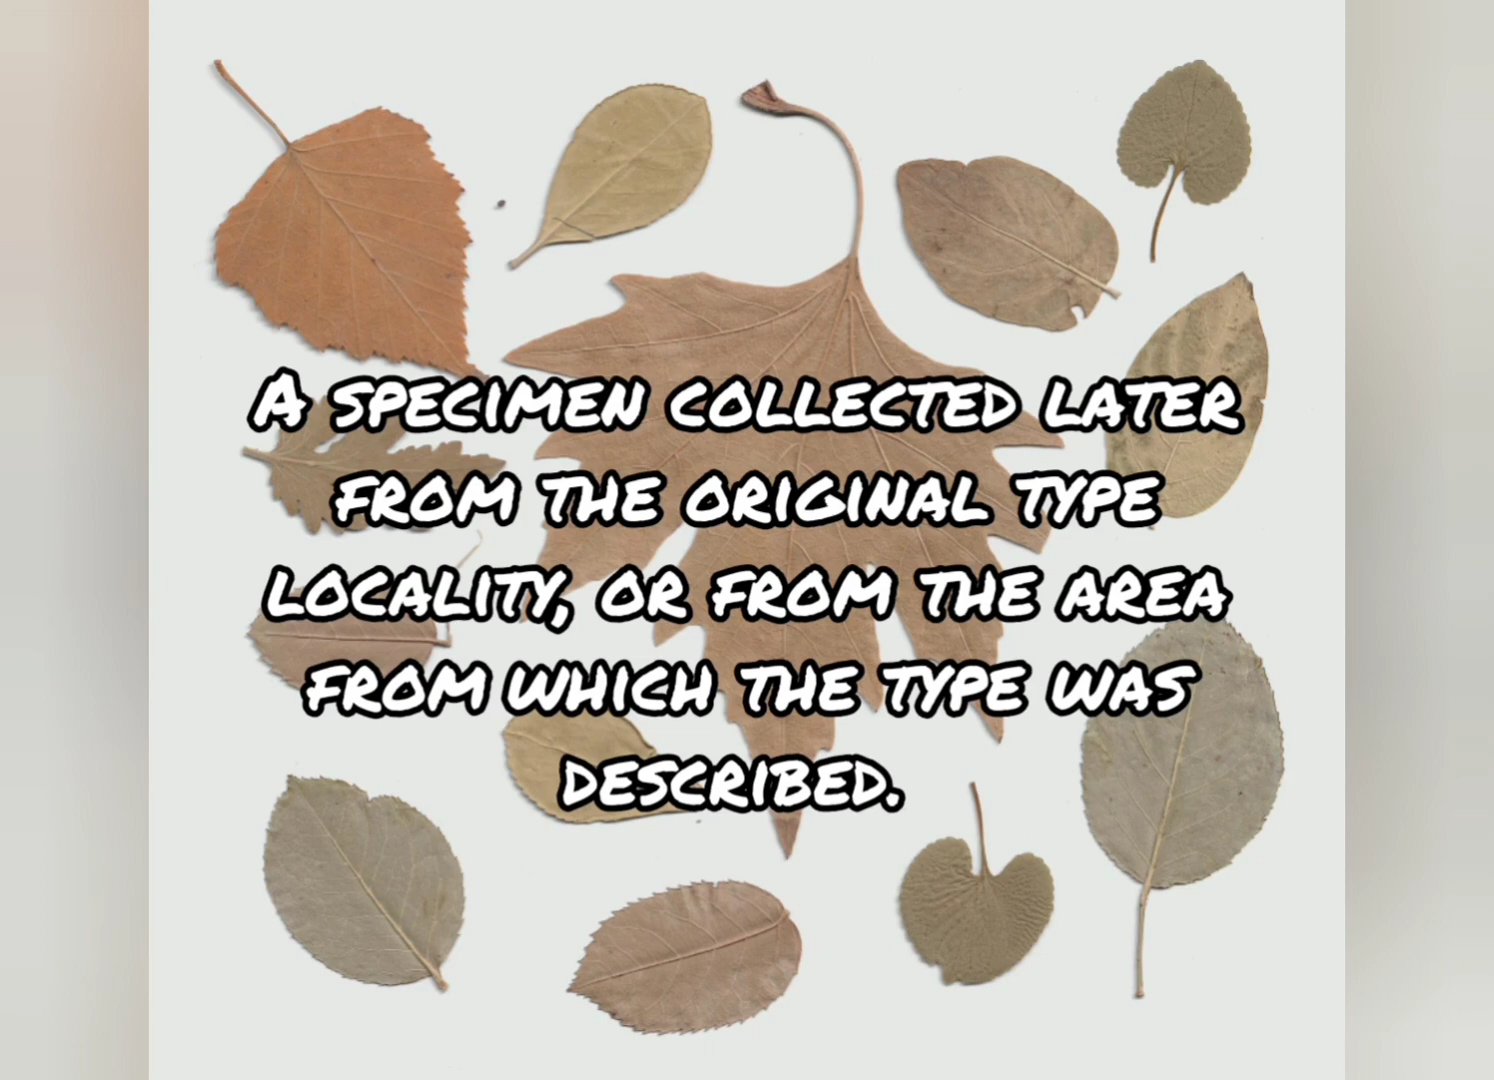 A SPECIMEN COLLECTED LATER
FROM THE ORIGINAL TYPE
LOCALITY, OR FROM THE AREA
FROM WHICH THE TYPE WAS
DESCRIBED.